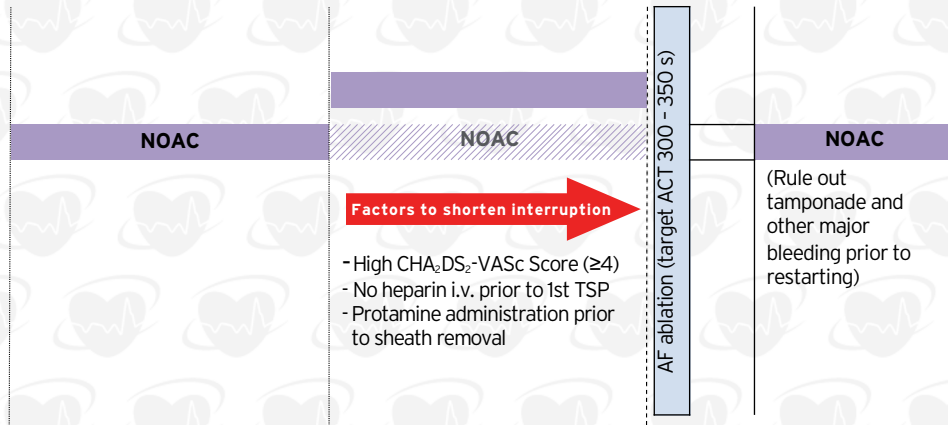 NOAC
NOAC
Factors to shorten interruption
- High CHA₂DS₂-VASc Score (≥4)
- No heparin i.v. prior to 1st TSP
- Protamine administration prior
to sheath removal
AF ablation (target ACT 300 - 350 s)
NOAC
(Rule out
tamponade and
other major
bleeding prior to
restarting)